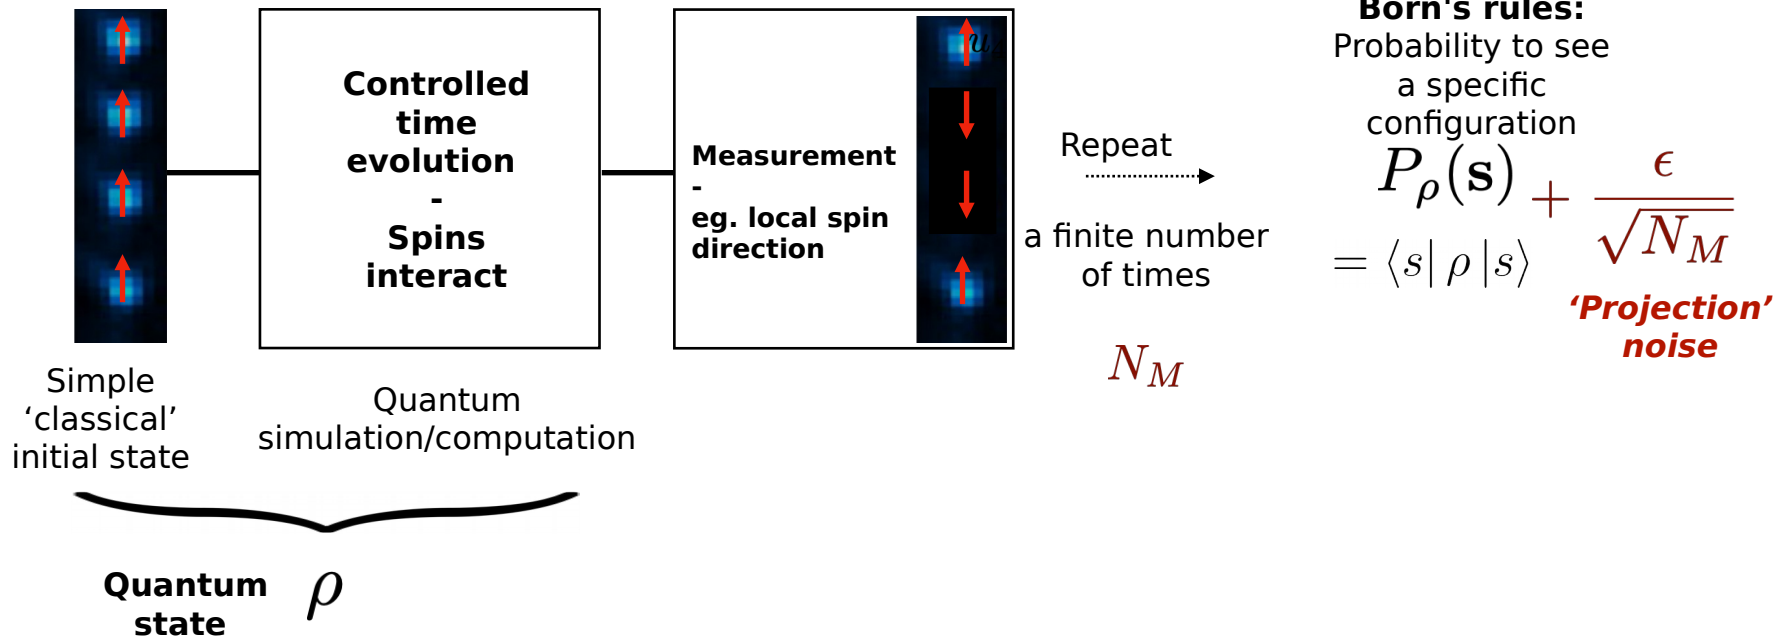 Controlled
time
evolution
-
Spins
interact
Measurement
-
eg. local spin
direction
Repeat
a finite number
of times
N_M
Born's rules:
Probability to see
a specific
configuration
P_ρ(s) + ϵ/√N_M
= ⟨s| ρ |s⟩
‘Projection’
noise
Simple
‘classical’
initial state
Quantum
simulation/computation
Quantum
state ρ